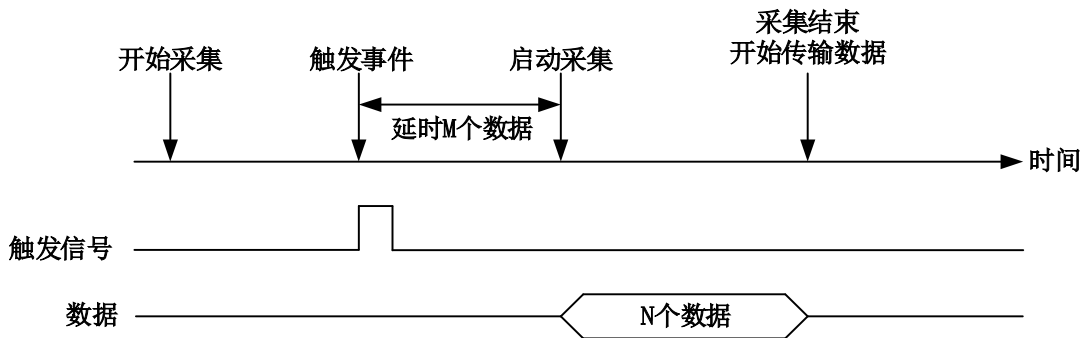 采集结束
开始传输数据
开始采集
触发事件
启动采集
延时M个数据
时间
触发信号
数据
N个数据